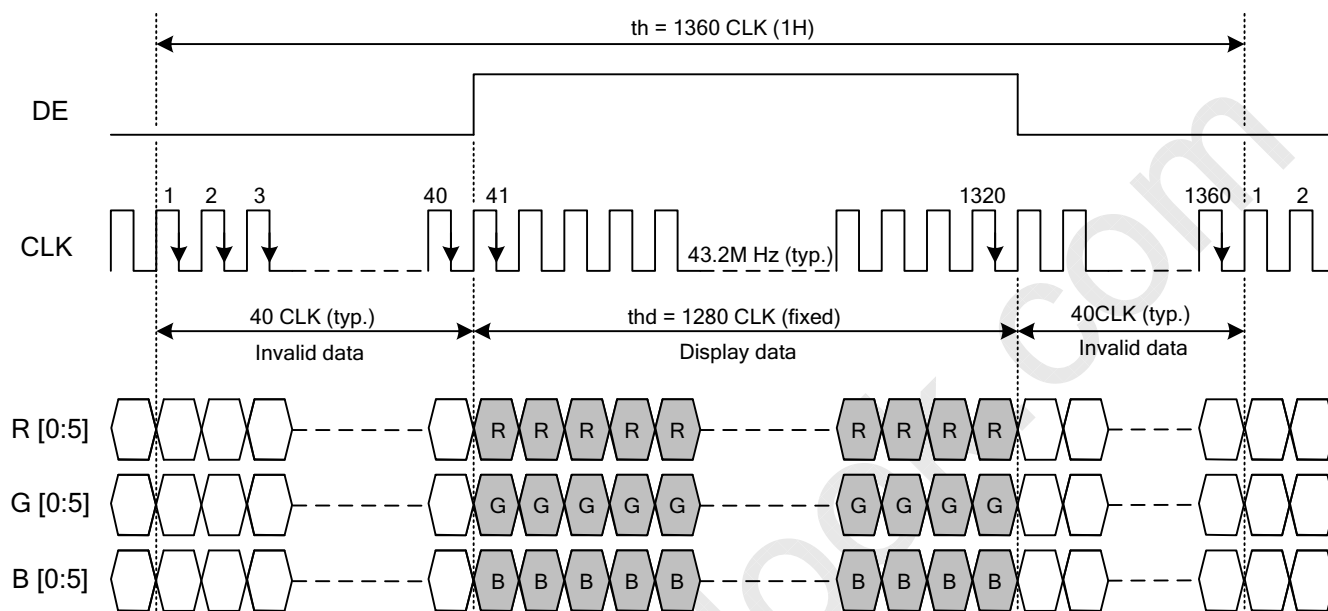 th = 1360 CLK (1H)
DE
1 2 3 40 41 1320 1360 1 2
CLK
43.2M Hz (typ.)
40 CLK (typ.) thd = 1280 CLK (fixed) 40CLK (typ.)
Invalid data Display data Invalid data
R [0:5] R R R R R R R R R
G [0:5] G G G G G G G G G
B [0:5] B B B B B B B B B